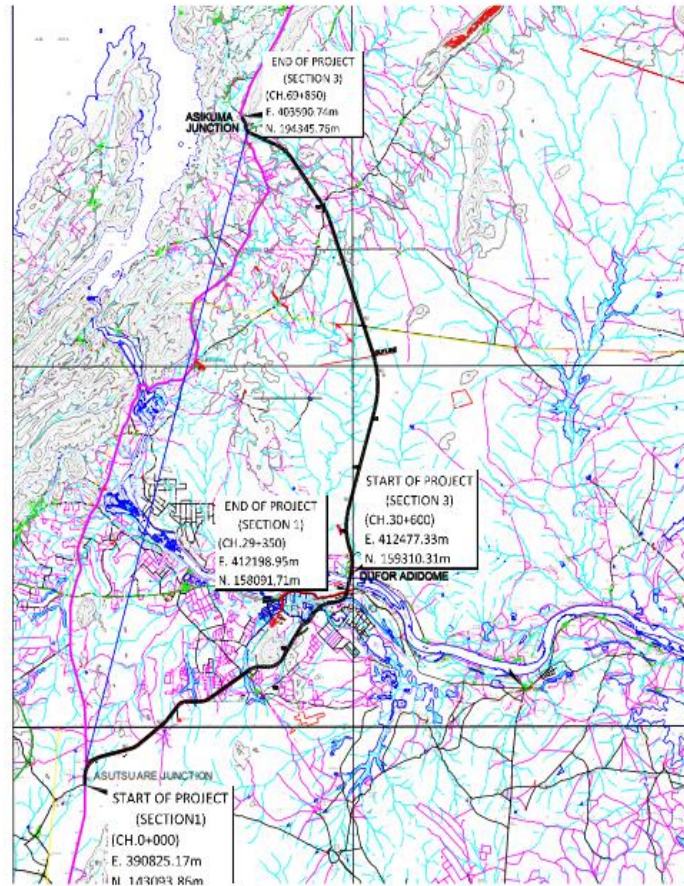 END OF PROJECT
(SECTION 3)
(CH.69+850)
E. 403590.74m
N. 194345.76m
ASIKUMA
JUNCTION
START OF PROJECT
(SECTION 3)
(CH.30+600)
E. 412477.33m
N. 159310.31m
END OF PROJECT
(SECTION 1)
(CH.29+350)
E. 412198.95m
N. 158091.71m
DUFOR ADIDOME
ASUTSUARE JUNCTION
START OF PROJECT
(SECTION1)
(CH.0+000)
E. 390825.17m
N. 143093.86m